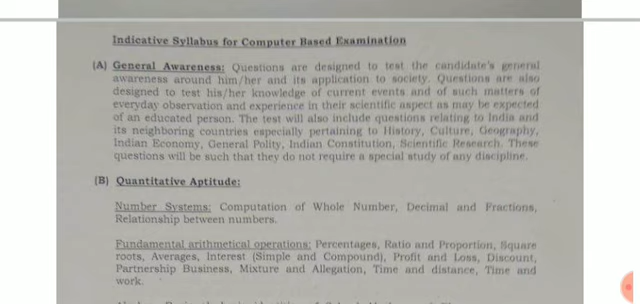 Indicative Syllabus for Computer Based Examination
(A) General Awareness: Questions are designed to test the candidate's general
awareness around him/her and its application to society. Questions are also
designed to test his/her knowledge of current events and of such matters of
everyday observation and experience in their scientific aspect as may be expected
of an educated person. The test will also include questions relating to India and
its neighboring countries especially pertaining to History, Culture, Geography,
Indian Economy, General Polity, Indian Constitution, Scientific Research. These
questions will be such that they do not require a special study of any discipline.
(B) Quantitative Aptitude:
Number Systems: Computation of Whole Number, Decimal and Fractions,
Relationship between numbers.
Fundamental arithmetical operations: Percentages, Ratio and Proportion, Square
roots, Averages, Interest (Simple and Compound), Profit and Loss, Discount,
Partnership Business, Mixture and Allegation, Time and distance, Time and
work.